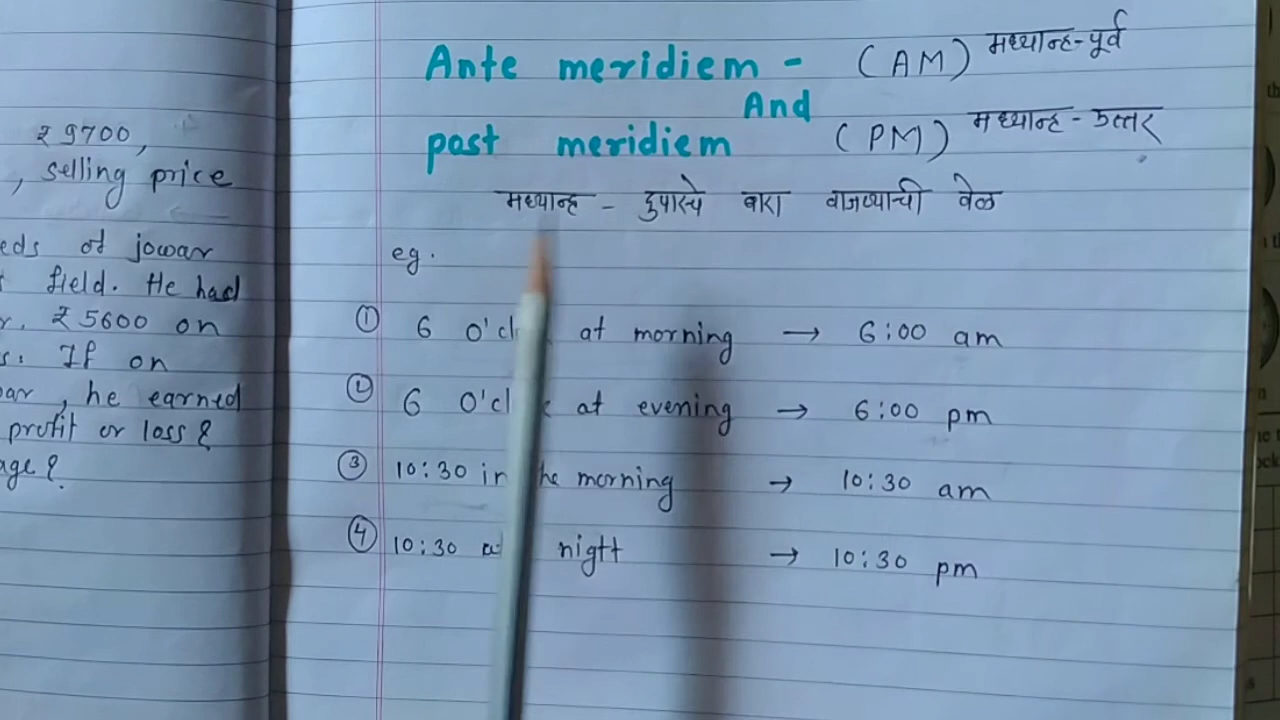 ₹9700,
, selling price
eds of jowar
field. He had
₹5600 on
If on
he earned
profit or loss ?
age ?
Ante meridiem - (AM) मध्यान्ह-पूर्व
And
post meridiem (PM) मध्यान्ह-उत्तर
मध्यान्ह - दुपारचे बारा वाजण्याची वेळ
eg.
① 6 O'cl at morning → 6:00 am
② 6 O'cl at evening → 6:00 pm
③ 10:30 in he morning → 10:30 am
④ 10:30 night → 10:30 pm